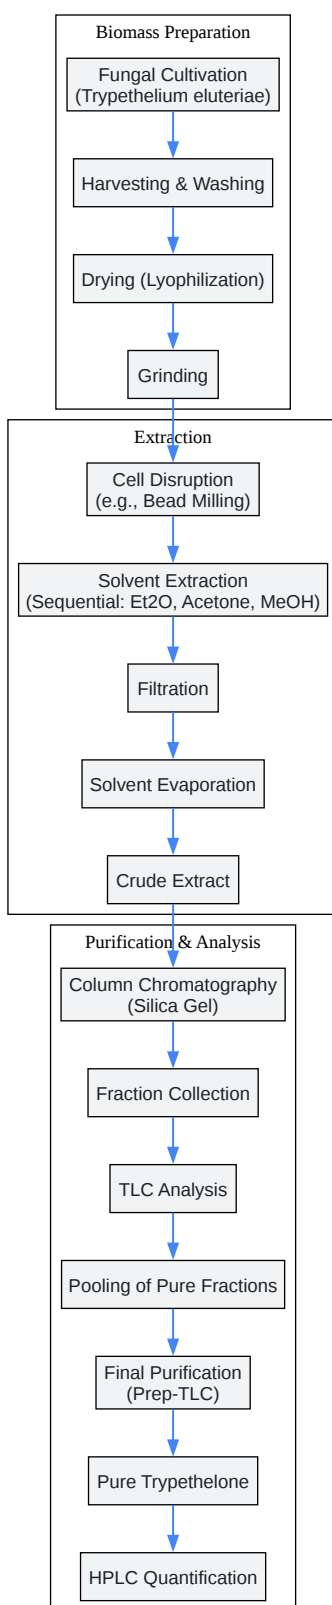 Biomass Preparation
Fungal Cultivation
(Trypethelium eluteriae)
Harvesting & Washing
Drying (Lyophilization)
Grinding
Extraction
Cell Disruption
(e.g., Bead Milling)
Solvent Extraction
(Sequential: Et2O, Acetone, MeOH)
Filtration
Solvent Evaporation
Crude Extract
Purification & Analysis
Column Chromatography
(Silica Gel)
Fraction Collection
TLC Analysis
Pooling of Pure Fractions
Final Purification
(Prep-TLC)
Pure Trypethelone
HPLC Quantification